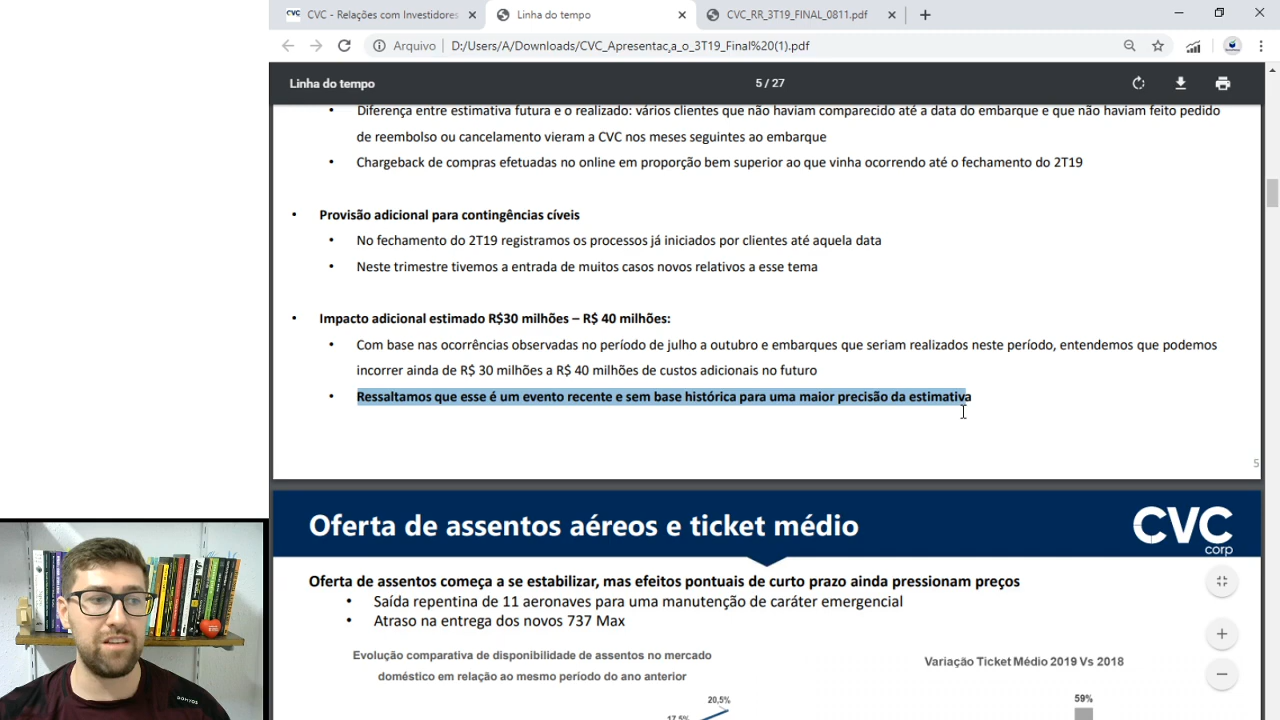 CVC CVC - Relações com Investidores
Linha do tempo
CVC_RR_3T19_FINAL_0811.pdf
Arquivo D:/Users/A/Downloads/CVC_Apresentac,a_o_3T19_Final%20(1).pdf
Linha do tempo 5 / 27
• Diferença entre estimativa futura e o realizado: vários clientes que não haviam comparecido até a data do embarque e que não haviam feito pedido
de reembolso ou cancelamento vieram a CVC nos meses seguintes ao embarque
• Chargeback de compras efetuadas no online em proporção bem superior ao que vinha ocorrendo até o fechamento do 2T19
• Provisão adicional para contingências cíveis
• No fechamento do 2T19 registramos os processos já iniciados por clientes até aquela data
• Neste trimestre tivemos a entrada de muitos casos novos relativos a esse tema
• Impacto adicional estimado R$30 milhões – R$ 40 milhões:
• Com base nas ocorrências observadas no período de julho a outubro e embarques que seriam realizados neste período, entendemos que podemos
incorrer ainda de R$ 30 milhões a R$ 40 milhões de custos adicionais no futuro
• Ressaltamos que esse é um evento recente e sem base histórica para uma maior precisão da estimativa
5
Oferta de assentos aéreos e ticket médio
CVC
corp
Oferta de assentos começa a se estabilizar, mas efeitos pontuais de curto prazo ainda pressionam preços
• Saída repentina de 11 aeronaves para uma manutenção de caráter emergencial
• Atraso na entrega dos novos 737 Max
Evolução comparativa de disponibilidade de assentos no mercado
doméstico em relação ao mesmo período do ano anterior
Variação Ticket Médio 2019 Vs 2018
20,5%
17,5%
59%